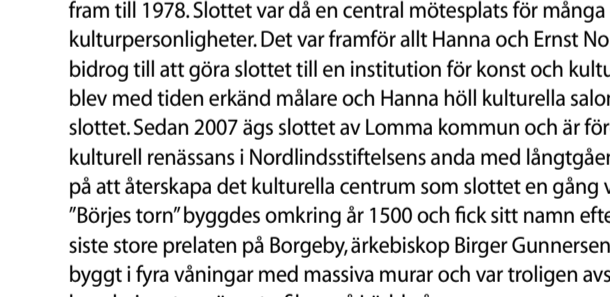 fram till 1978. Slottet var då en central mötesplats för många
kulturpersonligheter. Det var framför allt Hanna och Ernst No
bidrog till att göra slottet till en institution för konst och kultu
blev med tiden erkänd målare och Hanna höll kulturella salon
slottet. Sedan 2007 ägs slottet av Lomma kommun och är för
kulturell renässans i Nordlindsstiftelsens anda med långtgåen
på att återskapa det kulturella centrum som slottet en gång v
”Börjes torn” byggdes omkring år 1500 och fick sitt namn efte
siste store prelaten på Borgeby, ärkebiskop Birger Gunnersen
byggt i fyra våningar med massiva murar och var troligen avs